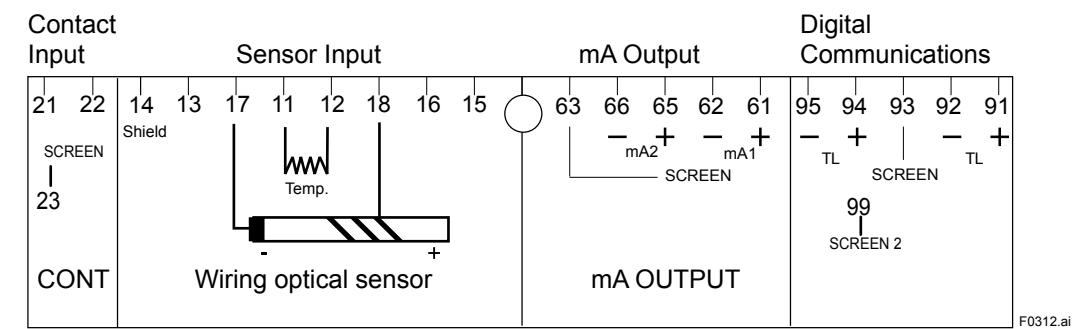 Contact
Input
Sensor Input
mA Output
Digital
Communications
21 22 14 13 17 11 12 18 16 15 63 66 65 62 61 95 94 93 92 91
Shield
− + − + − + − +
mA2 mA1 TL TL
SCREEN
23
Temp.
SCREEN
SCREEN
99
SCREEN 2
- +
CONT
Wiring optical sensor
mA OUTPUT
F0312.ai